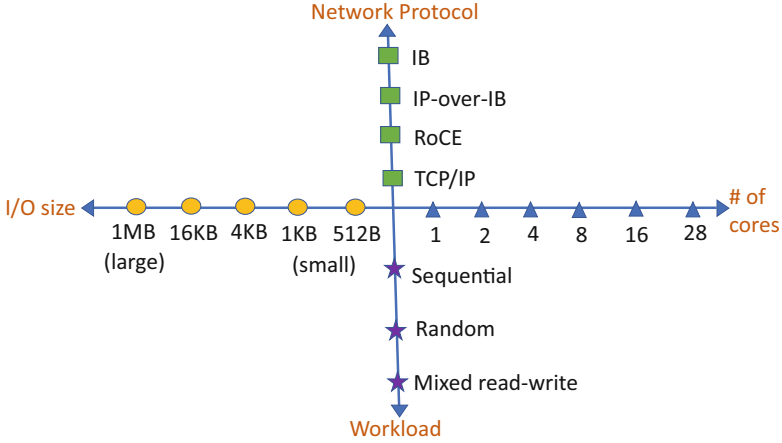 Network Protocol
IB
IP-over-IB
RoCE
TCP/IP
I/O size
# of
cores
1MB 16KB 4KB 1KB 512B 1 2 4 8 16 28
(large) (small)
Sequential
Random
Mixed read-write
Workload